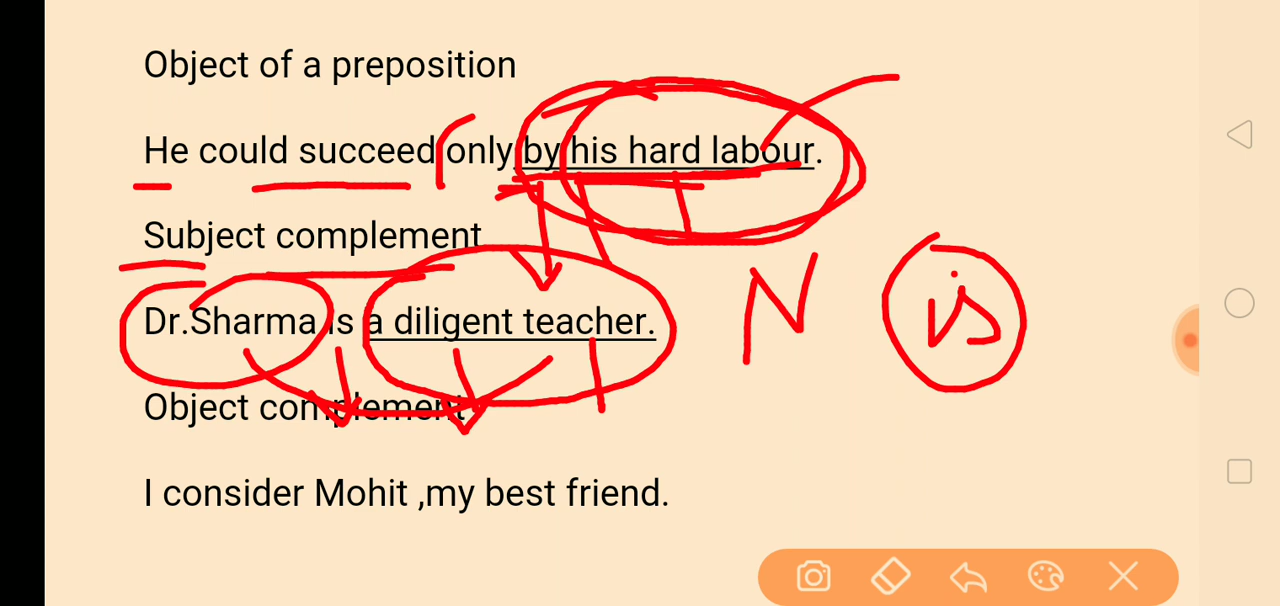 Object of a preposition
He could succeed only by his hard labour.
Subject complement
Dr.Sharma is a diligent teacher.
N is
Object complement
I consider Mohit ,my best friend.